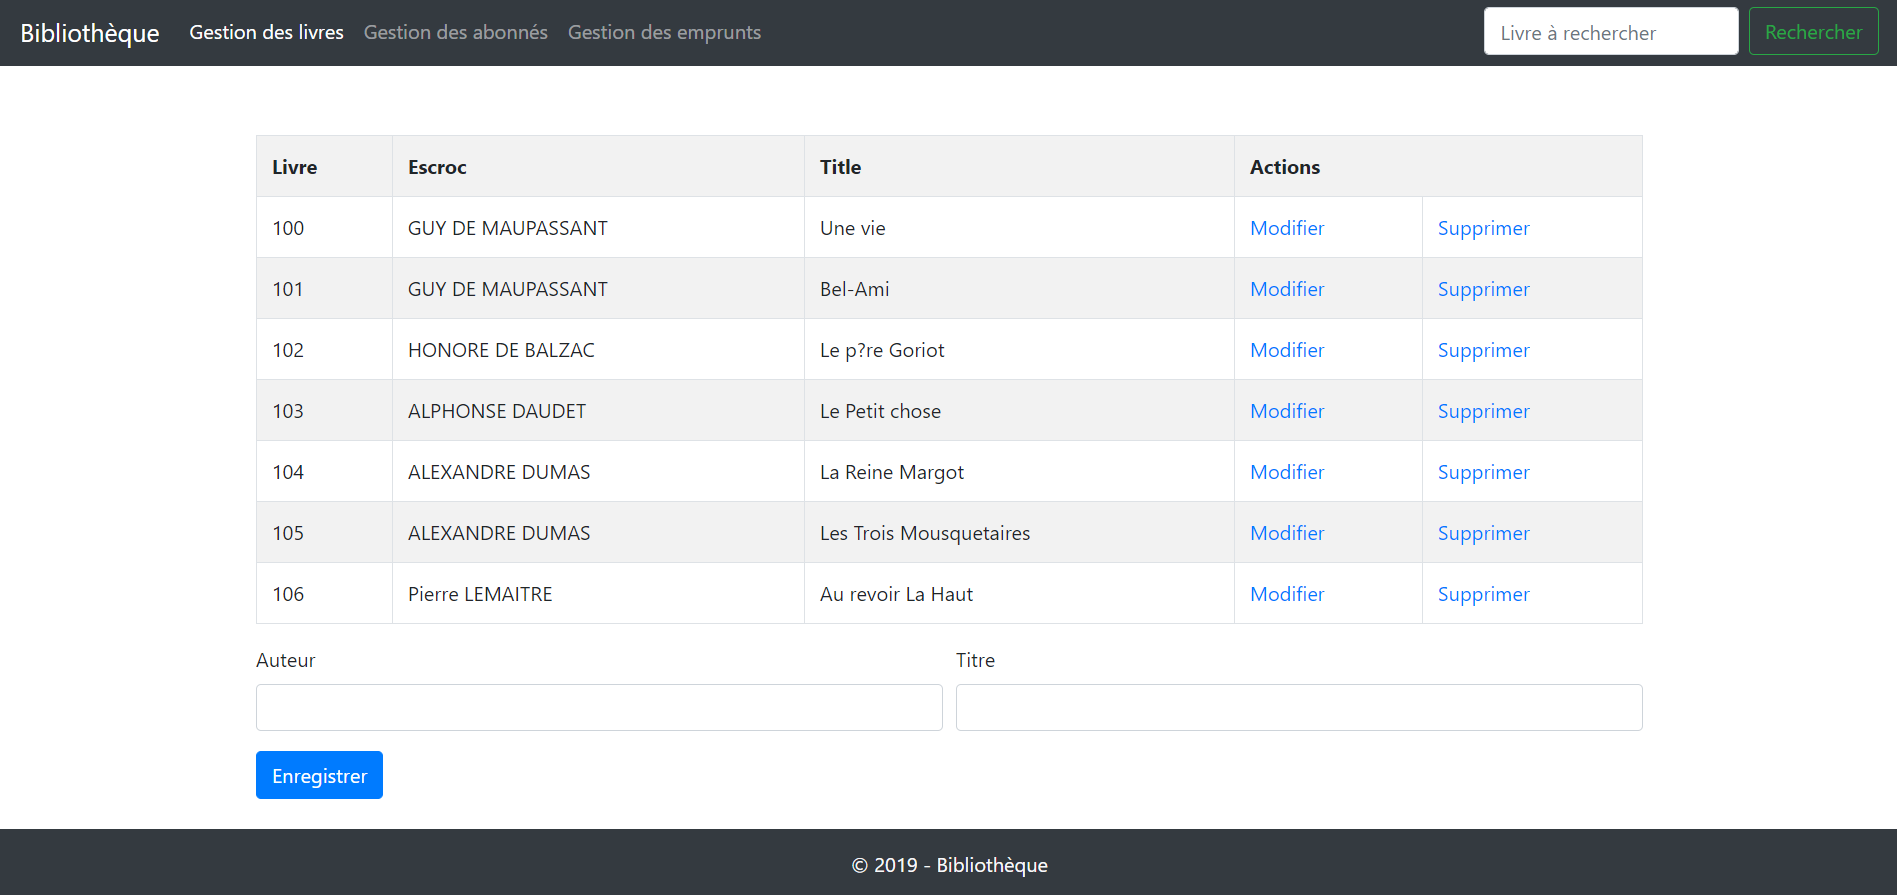 Bibliothèque Gestion des livres Gestion des abonnés Gestion des emprunts Livre à rechercher Rechercher
Livre Escroc Title Actions
100 GUY DE MAUPASSANT Une vie Modifier Supprimer
101 GUY DE MAUPASSANT Bel-Ami Modifier Supprimer
102 HONORE DE BALZAC Le p?re Goriot Modifier Supprimer
103 ALPHONSE DAUDET Le Petit chose Modifier Supprimer
104 ALEXANDRE DUMAS La Reine Margot Modifier Supprimer
105 ALEXANDRE DUMAS Les Trois Mousquetaires Modifier Supprimer
106 Pierre LEMAITRE Au revoir La Haut Modifier Supprimer
Auteur Titre
Enregistrer
© 2019 - Bibliothèque